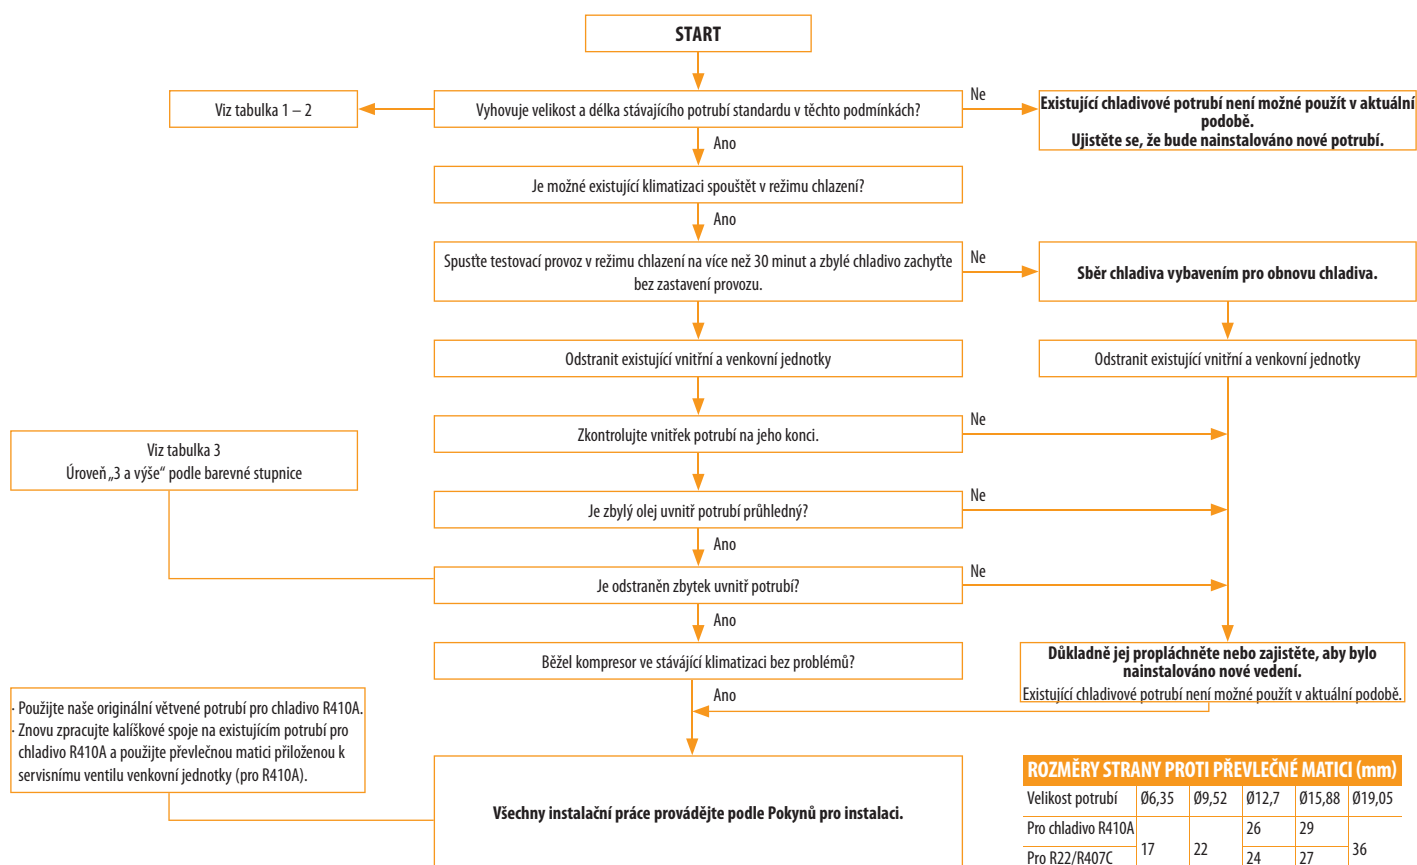 START
Viz tabulka 1 – 2
Vyhovuje velikost a délka stávajícího potrubí standardu v těchto podmínkách?
Ne
Existující chladivové potrubí není možné použít v aktuální
podobě.
Ujistěte se, že bude nainstalováno nové potrubí.
Ano
Je možné existující klimatizaci spouštět v režimu chlazení?
Ano
Spusťte testovací provoz v režimu chlazení na více než 30 minut a zbylé chladivo zachyťte
bez zastavení provozu.
Ne
Sběr chladiva vybavením pro obnovu chladiva.
Odstranit existující vnitřní a venkovní jednotky
Odstranit existující vnitřní a venkovní jednotky
Zkontrolujte vnitřek potrubí na jeho konci.
Ne
Viz tabulka 3
Úroveň „3 a výše“ podle barevné stupnice
Je zbylý olej uvnitř potrubí průhledný?
Ne
Ano
Je odstraněn zbytek uvnitř potrubí?
Ne
Ano
Běžel kompresor ve stávájící klimatizaci bez problémů?
Důkladně jej propláchněte nebo zajistěte, aby bylo
nainstalováno nové vedení.
Existující chladivové potrubí není možné použít v aktuální podobě.
Ano
· Použijte naše originální větvené potrubí pro chladivo R410A.
· Znovu zpracujte kalíškové spoje na existujícím potrubí pro
chladivo R410A a použijte převlečnou matici přiloženou k
servisnímu ventilu venkovní jednotky (pro R410A).
Všechny instalační práce provádějte podle Pokynů pro instalaci.
ROZMĚRY STRANY PROTI PŘEVLEČNÉ MATICI (mm)
Velikost potrubí Ø6,35 Ø9,52 Ø12,7 Ø15,88 Ø19,05
Pro chladivo R410A 17 22 26 29 36
Pro R22/R407C 24 27